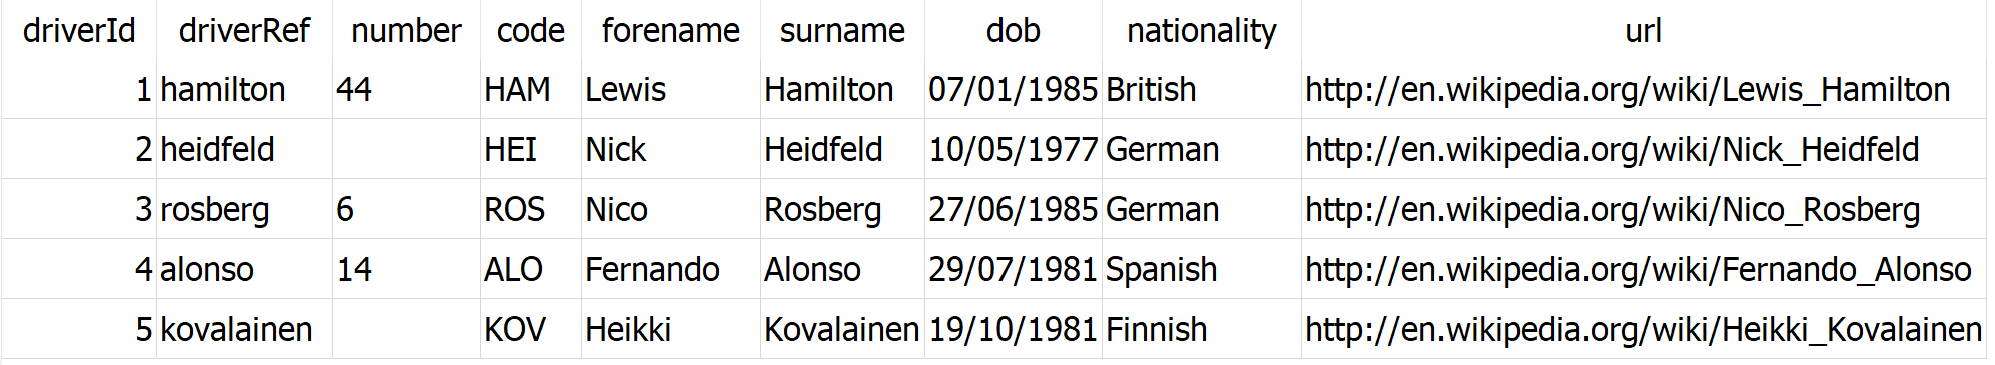 driverId driverRef number code forename surname dob nationality url
1 hamilton 44 HAM Lewis Hamilton 07/01/1985 British http://en.wikipedia.org/wiki/Lewis_Hamilton
2 heidfeld HEI Nick Heidfeld 10/05/1977 German http://en.wikipedia.org/wiki/Nick_Heidfeld
3 rosberg 6 ROS Nico Rosberg 27/06/1985 German http://en.wikipedia.org/wiki/Nico_Rosberg
4 alonso 14 ALO Fernando Alonso 29/07/1981 Spanish http://en.wikipedia.org/wiki/Fernando_Alonso
5 kovalainen KOV Heikki Kovalainen 19/10/1981 Finnish http://en.wikipedia.org/wiki/Heikki_Kovalainen